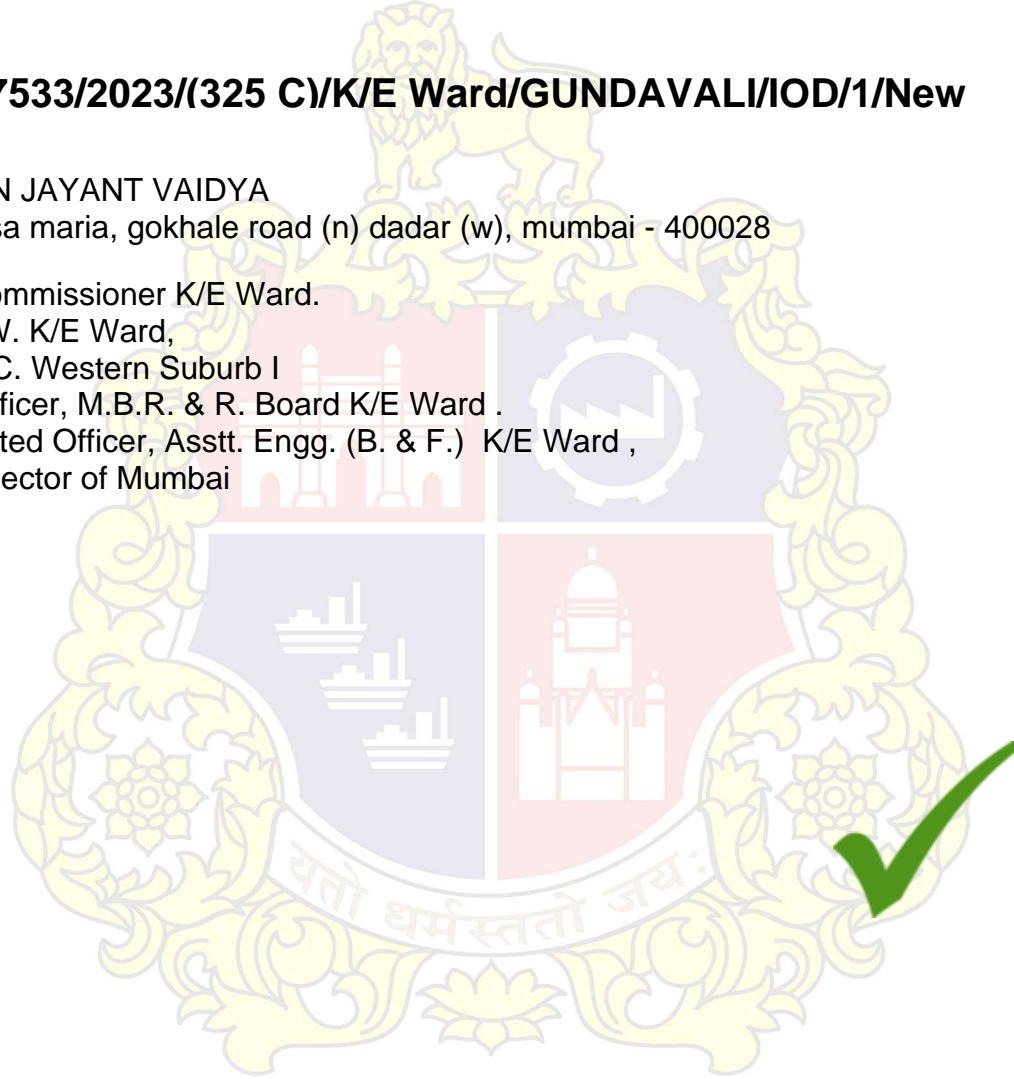 7533/2023/(325 C)/K/E Ward/GUNDAVALI/IOD/1/New
N JAYANT VAIDYA
sa maria, gokhale road (n) dadar (w), mumbai - 400028
ommissioner K/E Ward.
W. K/E Ward,
C. Western Suburb I
ficer, M.B.R. & R. Board K/E Ward .
ted Officer, Asstt. Engg. (B. & F.) K/E Ward ,
ector of Mumbai
यतो धर्मस्ततो जय: